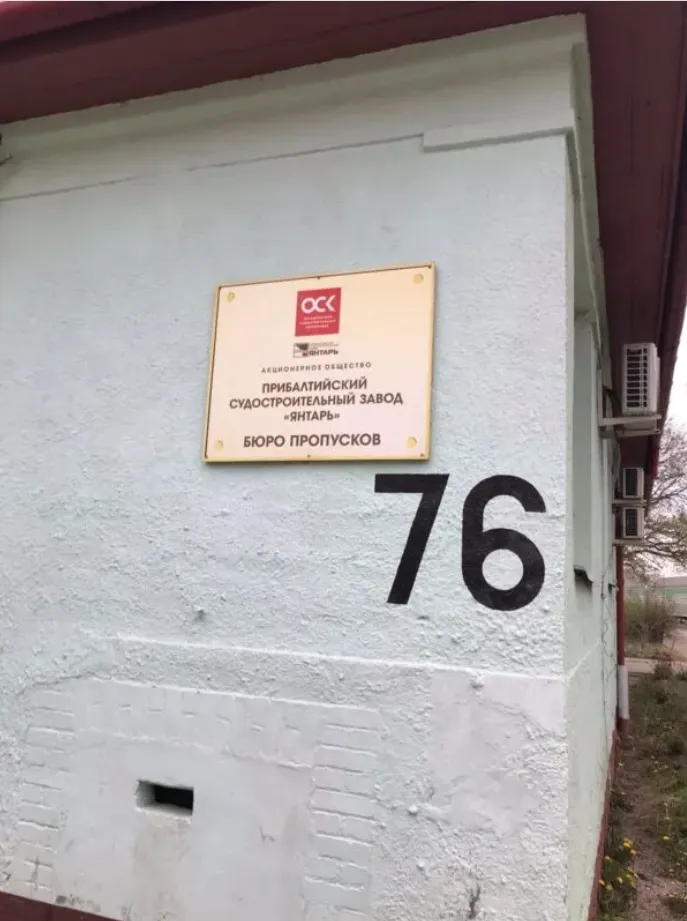 ОСК
ЯНТАРЬ
АКЦИОНЕРНОЕ ОБЩЕСТВО
ПРИБАЛТИЙСКИЙ
СУДОСТРОИТЕЛЬНЫЙ ЗАВОД
«ЯНТАРЬ»
БЮРО ПРОПУСКОВ
76